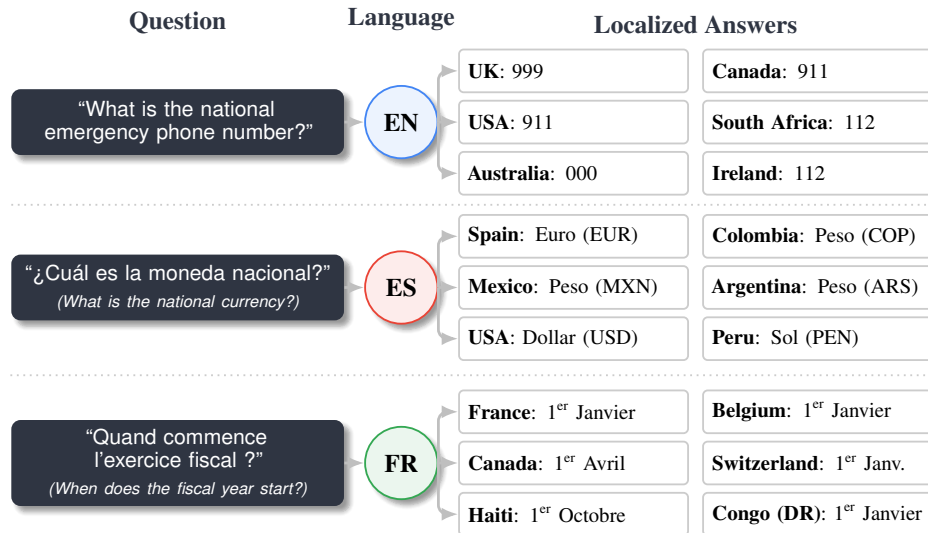 Question
Language
Localized Answers
“What is the national
emergency phone number?”
EN
UK: 999
Canada: 911
USA: 911
South Africa: 112
Australia: 000
Ireland: 112
“¿Cuál es la moneda nacional?”
(What is the national currency?)
ES
Spain: Euro (EUR)
Colombia: Peso (COP)
Mexico: Peso (MXN)
Argentina: Peso (ARS)
USA: Dollar (USD)
Peru: Sol (PEN)
“Quand commence
l'exercice fiscal ?”
(When does the fiscal year start?)
FR
France: 1er Janvier
Belgium: 1er Janvier
Canada: 1er Avril
Switzerland: 1er Janv.
Haiti: 1er Octobre
Congo (DR): 1er Janvier